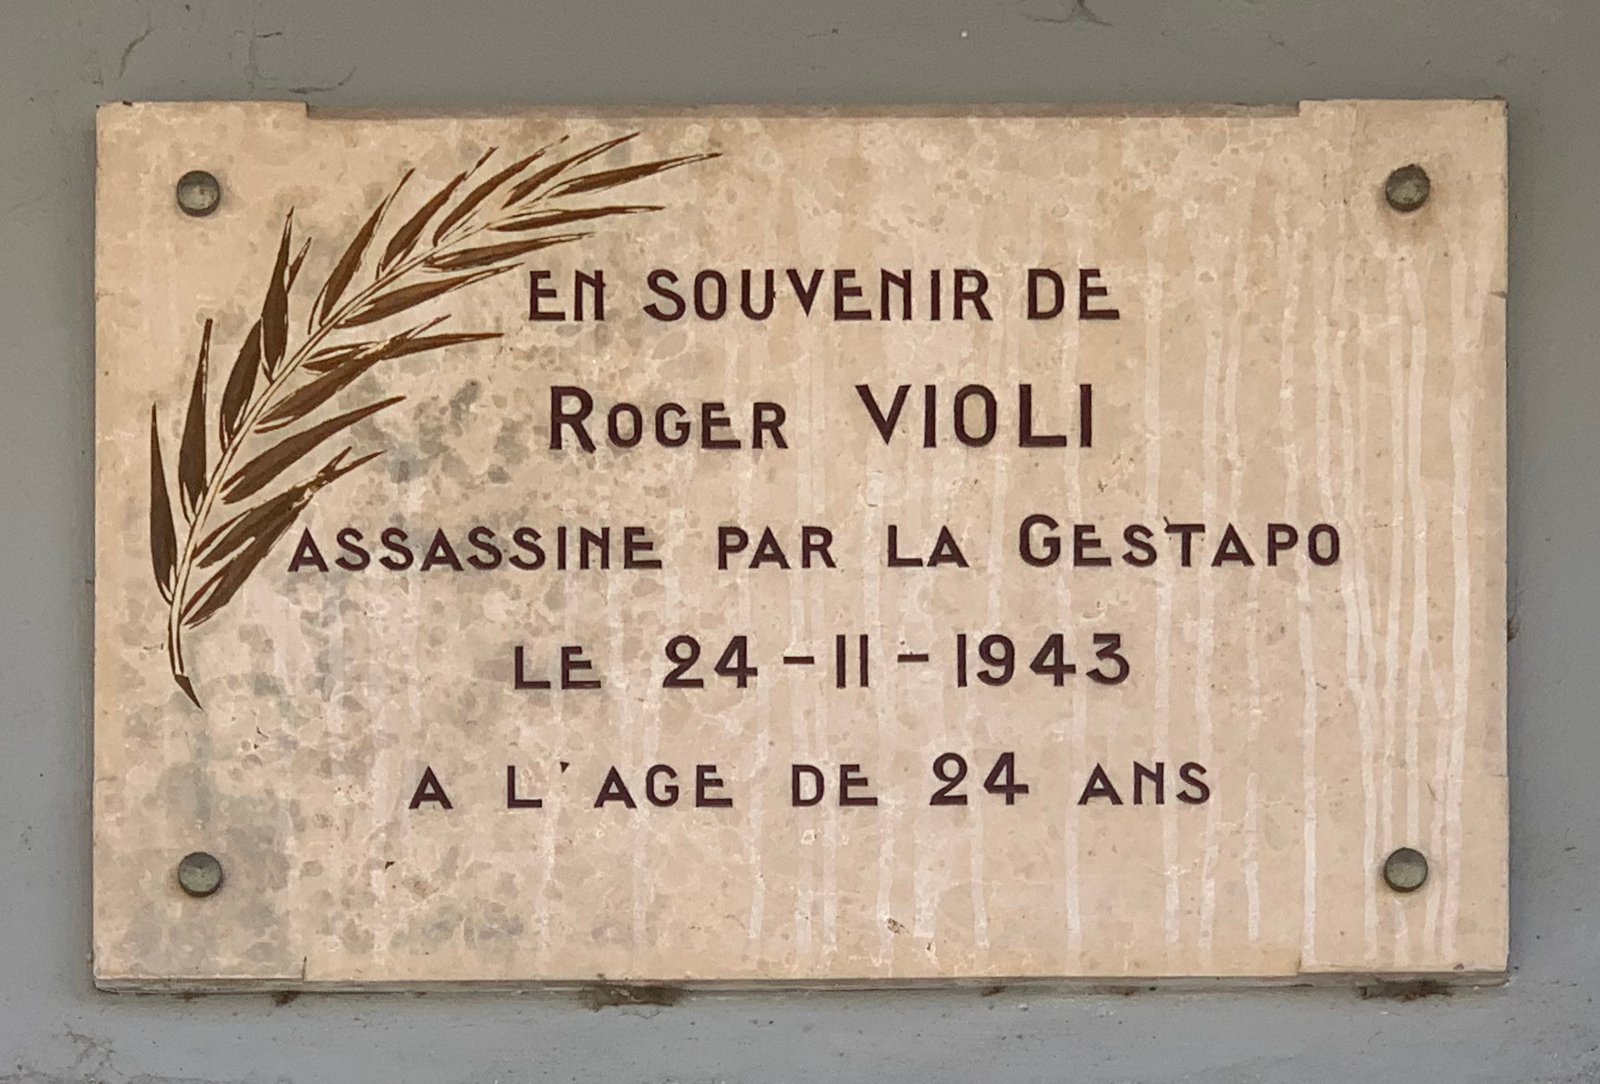 EN SOUVENIR DE
ROGER VIOLI
ASSASSINE PAR LA GESTAPO
LE 24-11-1943
A L'AGE DE 24 ANS